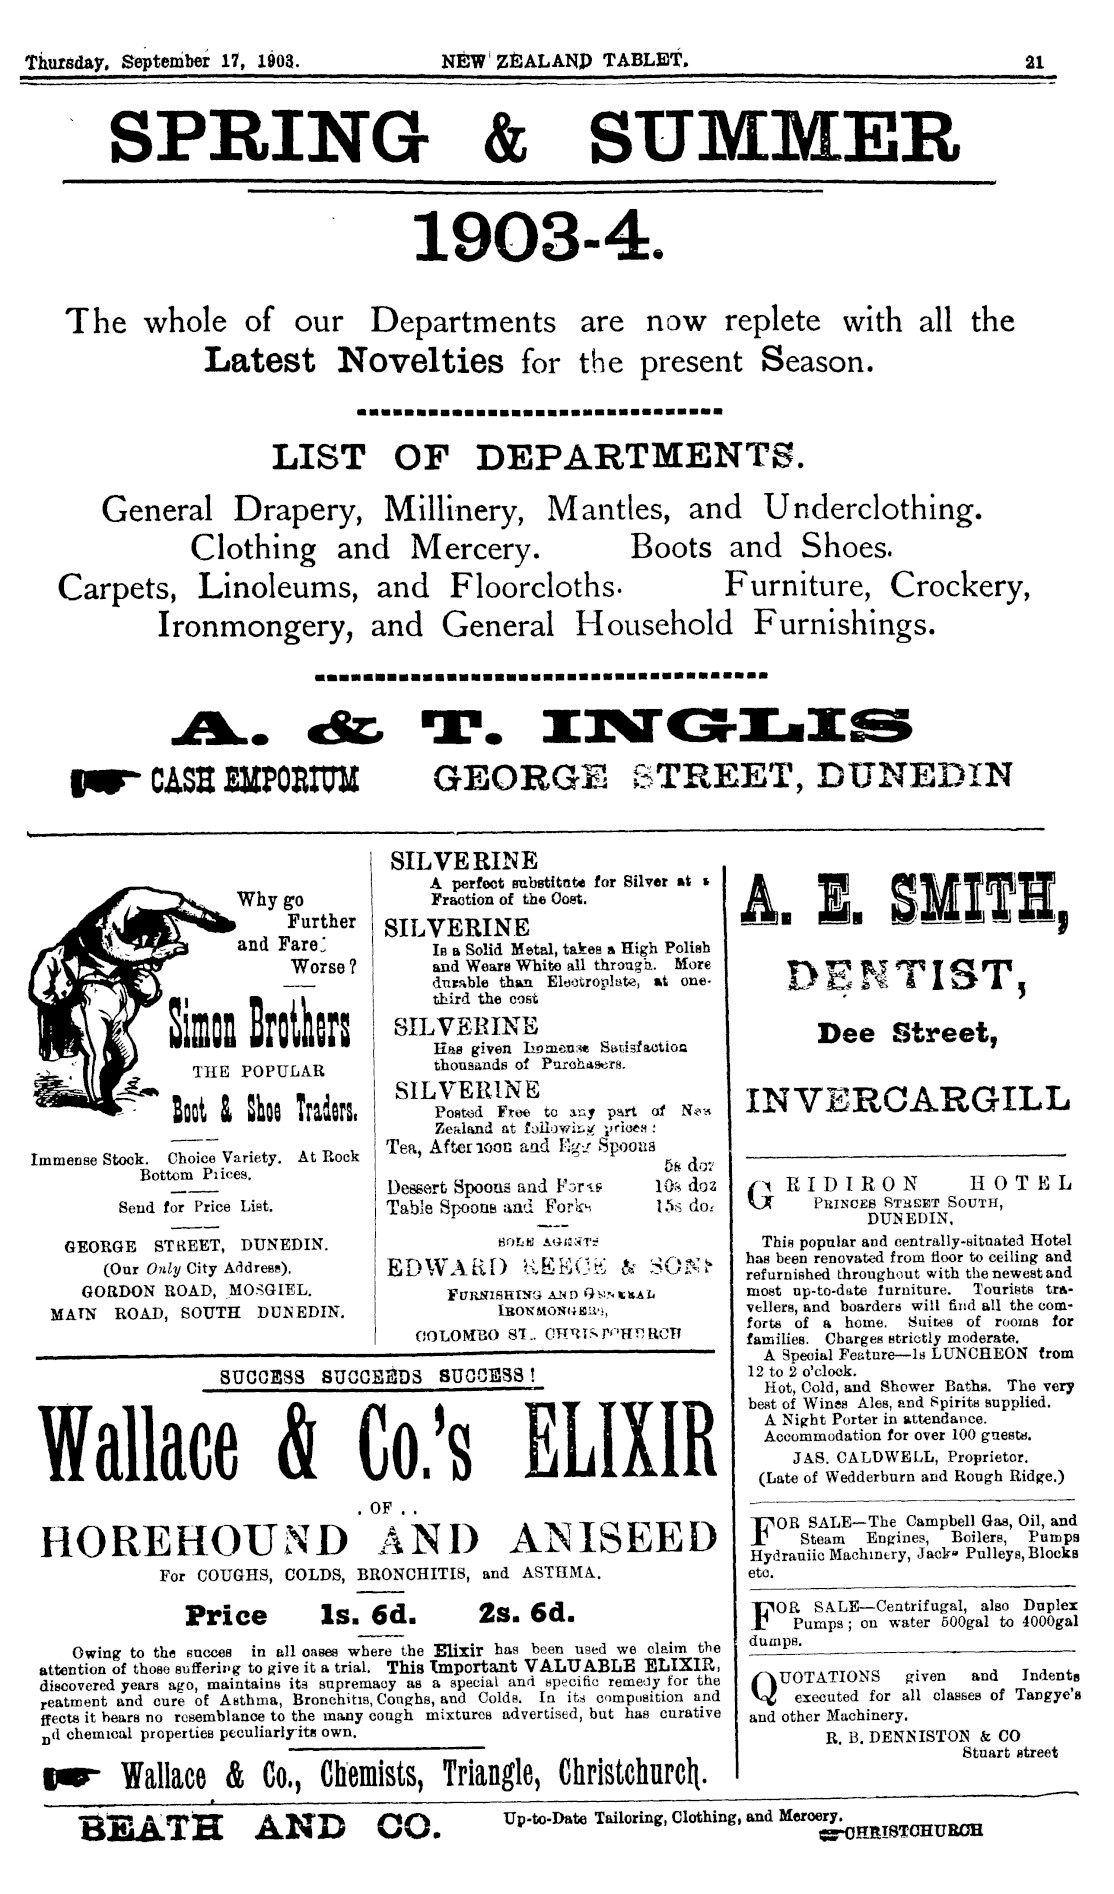 Thursday, September 17, 1903. NEW ZEALAND TABLET. 21
SPRING & SUMMER
1903-4.
The whole of our Departments are now replete with all the
Latest Novelties for the present Season.
LIST OF DEPARTMENTS.
General Drapery, Millinery, Mantles, and Underclothing.
Clothing and Mercery. Boots and Shoes.
Carpets, Linoleums, and Floorcloths. Furniture, Crockery,
Ironmongery, and General Household Furnishings.
A. & T. INGLIS
CASH EMPORIUM GEORGE STREET, DUNEDIN
Why go
Further
and Fare
Worse?
Simon Brothers
THE POPULAR
Boot & Shoe Traders.
Immense Stock. Choice Variety. At Rock
Bottom Prices.
Send for Price List.
GEORGE STREET, DUNEDIN.
(Our Only City Address).
GORDON ROAD, MOSGIEL.
MAIN ROAD, SOUTH DUNEDIN.
SILVERINE
A perfect substitute for Silver at a
Fraction of the Cost.
SILVERINE
Is a Solid Metal, takes a High Polish
and Wears White all through. More
durable than Electroplate, at one-
third the cost
SILVERINE
Has given Immense Satisfaction
thousands of Purchasers.
SILVERINE
Posted Free to any part of New
Zealand at following prices:
Tea, Afternoon and Egg Spoons
5s doz
Dessert Spoons and Forks 10s doz
Table Spoons and Forks 15s doz
SOLE AGENTS
EDWARD REECE & SONS
FURNISHING AND GENERAL
IRONMONGERS,
COLOMBO ST., CHRISTCHURCH
A. E. SMITH,
DENTIST,
Dee Street,
INVERCARGILL
GRIDIRON HOTEL
PRINCES STREET SOUTH,
DUNEDIN.
This popular and centrally-situated Hotel
has been renovated from floor to ceiling and
refurnished throughout with the newest and
most up-to-date furniture. Tourists tra-
vellers, and boarders will find all the com-
forts of a home. Suites of rooms for
families. Charges strictly moderate.
A Special Feature—1s LUNCHEON from
12 to 2 o'clock.
Hot, Cold, and Shower Baths. The very
best of Wines Ales, and Spirits supplied.
A Night Porter in attendance.
Accommodation for over 100 guests.
JAS. CALDWELL, Proprietor.
(Late of Wedderburn and Rough Ridge.)
FOR SALE—The Campbell Gas, Oil, and
Steam Engines, Boilers, Pumps
Hydraulic Machinery, Jacks Pulleys, Blocks
etc.
FOR SALE—Centrifugal, also Duplex
Pumps; on water 500gal to 4000gal
dumps.
QUOTATIONS given and Indents
executed for all classes of Tangye's
and other Machinery.
R. B. DENNISTON & CO
Stuart street
SUCCESS SUCCEEDS SUCCESS!
Wallace & Co.'s ELIXIR
. OF . .
HOREHOUND AND ANISEED
For COUGHS, COLDS, BRONCHITIS, and ASTHMA.
Price 1s. 6d. 2s. 6d.
Owing to the succes in all cases where the Elixir has been used we claim the
attention of those suffering to give it a trial. This Important VALUABLE ELIXIR,
discovered years ago, maintains its supremacy as a special and specific remedy for the
reatment and cure of Asthma, Bronchitis, Coughs, and Colds. In its composition and
ffects it bears no resemblance to the many cough mixtures advertised, but has curative
nd chemical properties peculiarly its own.
Wallace & Co., Chemists, Triangle, Christchurch.
BEATH AND CO. Up-to-Date Tailoring, Clothing, and Mercery.
CHRISTCHURCH